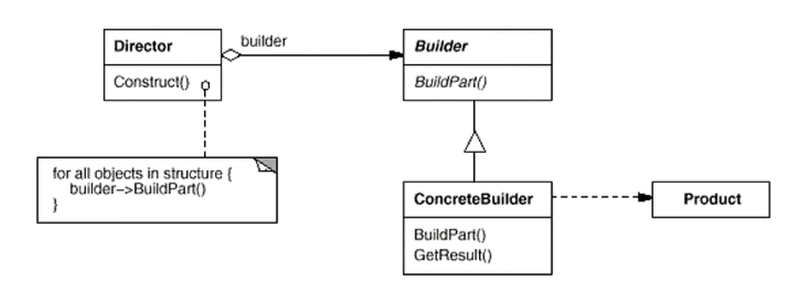 Director
builder
Builder
Construct()
BuildPart()
for all objects in structure {
builder->BuildPart()
}
ConcreteBuilder
Product
BuildPart()
GetResult()